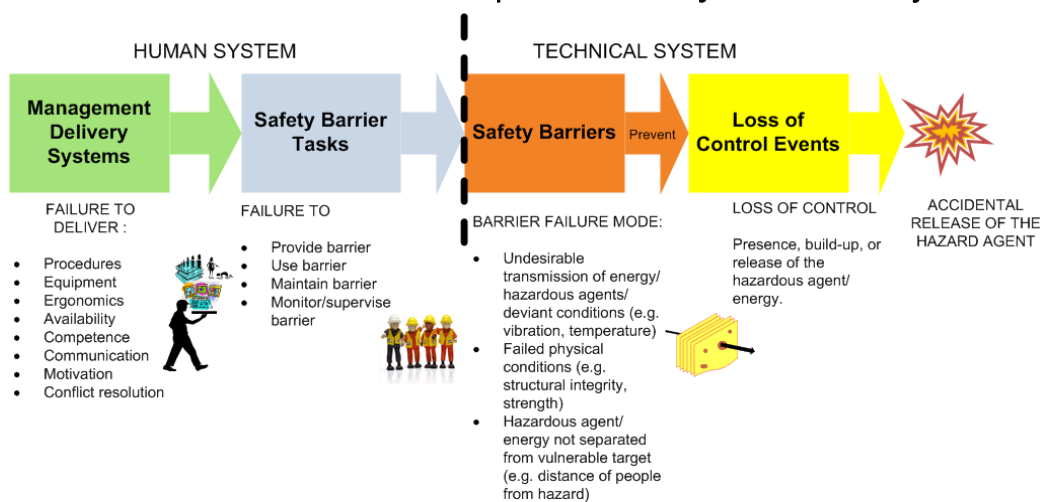 HUMAN SYSTEM
TECHNICAL SYSTEM
Management
Delivery
Systems
Safety Barrier
Tasks
Safety Barriers
Prevent
Loss of
Control Events
FAILURE TO
DELIVER :
• Procedures
• Equipment
• Ergonomics
• Availability
• Competence
• Communication
• Motivation
• Conflict resolution
FAILURE TO
• Provide barrier
• Use barrier
• Maintain barrier
• Monitor/supervise
barrier
BARRIER FAILURE MODE:
• Undesirable
transmission of energy/
hazardous agents/
deviant conditions (e.g.
vibration, temperature)
• Failed physical
conditions (e.g.
structural integrity,
strength)
• Hazardous agent/
energy not separated
from vulnerable target
(e.g. distance of people
from hazard)
LOSS OF CONTROL
Presence, build-up, or
release of the
hazardous agent/
energy.
ACCIDENTAL
RELEASE OF THE
HAZARD AGENT